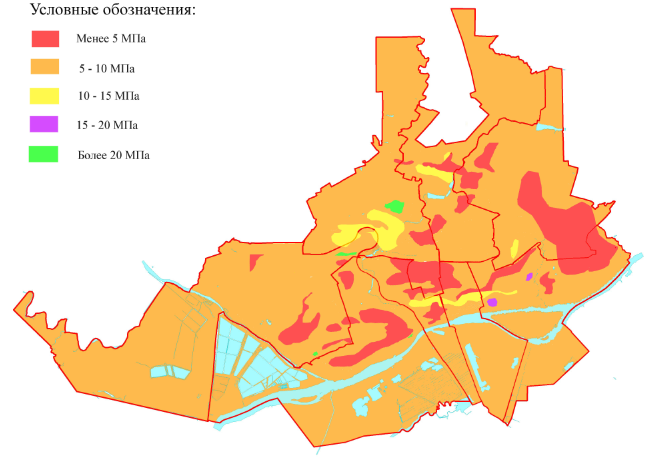 Условные обозначения:
Менее 5 МПа
5 - 10 МПа
10 - 15 МПа
15 - 20 МПа
Более 20 МПа